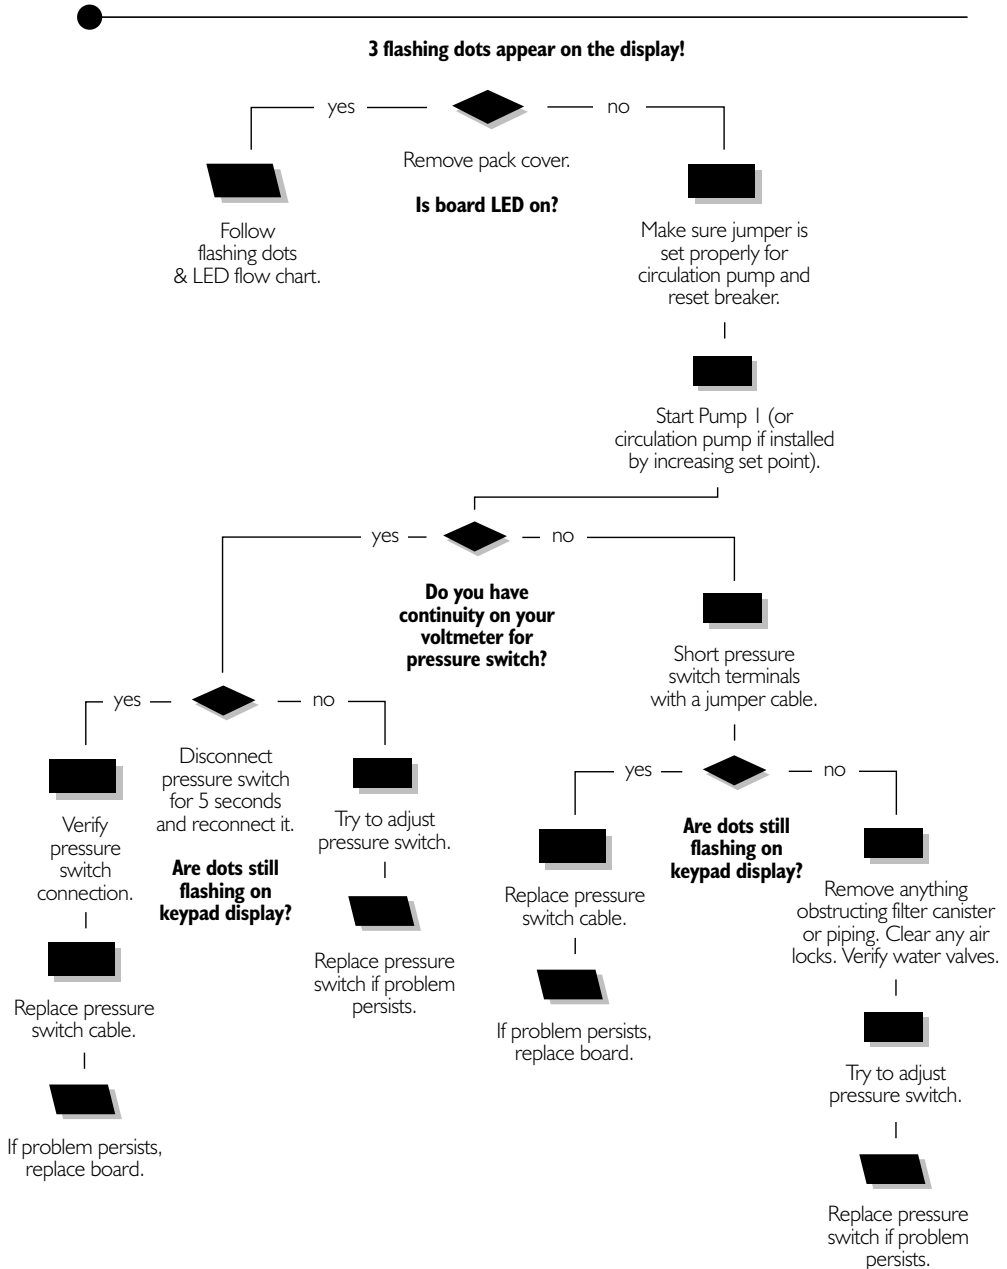 3 flashing dots appear on the display!
yes
no
Remove pack cover.
Is board LED on?
Follow
flashing dots
& LED flow chart.
Make sure jumper is
set properly for
circulation pump and
reset breaker.
Start Pump 1 (or
circulation pump if installed
by increasing set point).
yes
no
Do you have
continuity on your
voltmeter for
pressure switch?
Short pressure
switch terminals
with a jumper cable.
yes
no
Disconnect
pressure switch
for 5 seconds
and reconnect it.
Are dots still
flashing on
keypad display?
Verify
pressure
switch
connection.
Replace pressure
switch cable.
If problem persists,
replace board.
Try to adjust
pressure switch.
Replace pressure
switch if problem
persists.
yes
no
Are dots still
flashing on
keypad display?
Replace pressure
switch cable.
If problem persists,
replace board.
Remove anything
obstructing filter canister
or piping. Clear any air
locks. Verify water valves.
Try to adjust
pressure switch.
Replace pressure
switch if problem
persists.